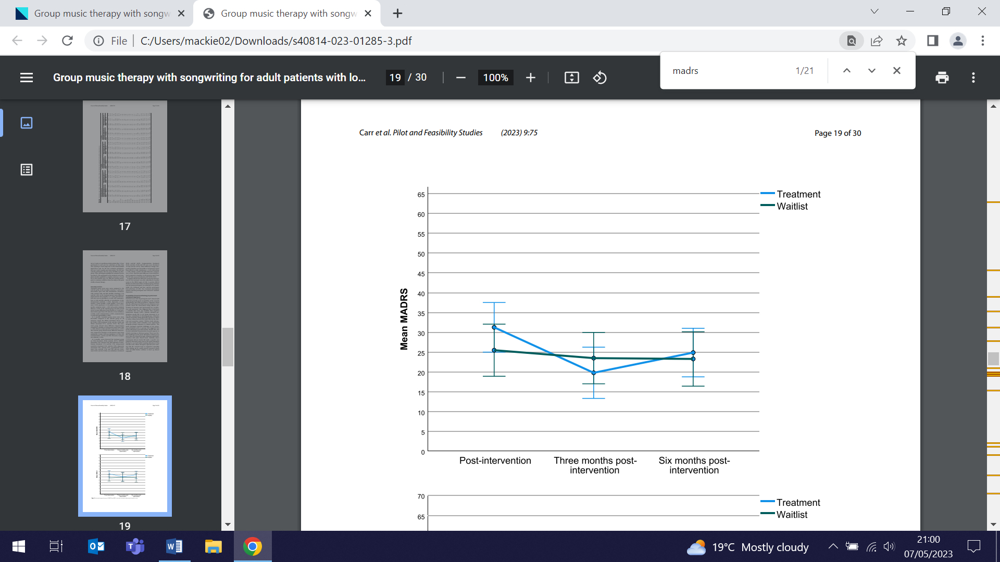 Group music therapy with songw
Group music therapy with songw
File
C:/Users/mackie02/Downloads/s40814-023-01285-3.pdf
madrs
1/21
Group music therapy with songwriting for adult patients with lo...
19 / 30
100%
17
18
19
Carr et al. Pilot and Feasibility Studies (2023) 9:75
Page 19 of 30
65
60
55
50
45
40
35
30
25
20
15
10
5
0
Mean MADRS
Treatment
Waitlist
Post-intervention
Three months post-
intervention
Six months post-
intervention
70
65
Treatment
Waitlist
19°C Mostly cloudy
21:00
07/05/2023